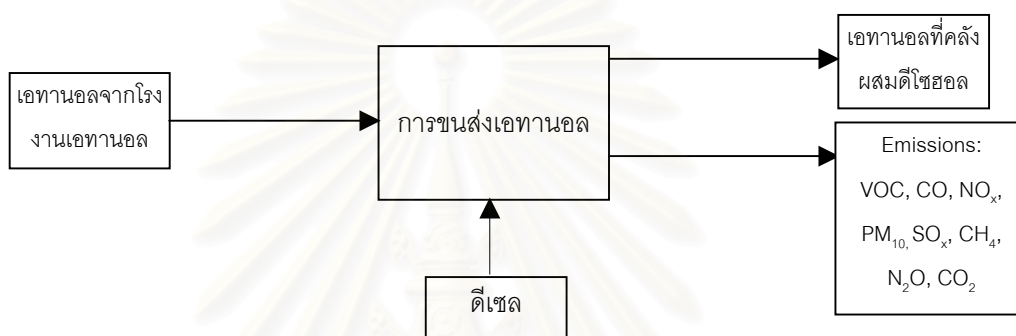 เอทานอลจากโรง
งานเอทานอล
การขนส่งเอทานอล
ดีเซล
เอทานอลที่คลัง
ผสมดีโซฮอล
Emissions:
VOC, CO, NOₓ,
PM₁₀, SOₓ, CH₄,
N₂O, CO₂